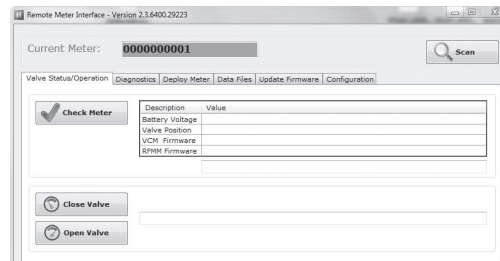 Remote Meter Interface - Version 2.3.6400.29223
Current Meter: 0000000001 Scan
Valve Status/Operation Diagnostics Deploy Meter Data Files Update Firmware Configuration
Check Meter
Description Value
Battery Voltage
Valve Position
VCM Firmware
RFMM Firmware
Close Valve
Open Valve